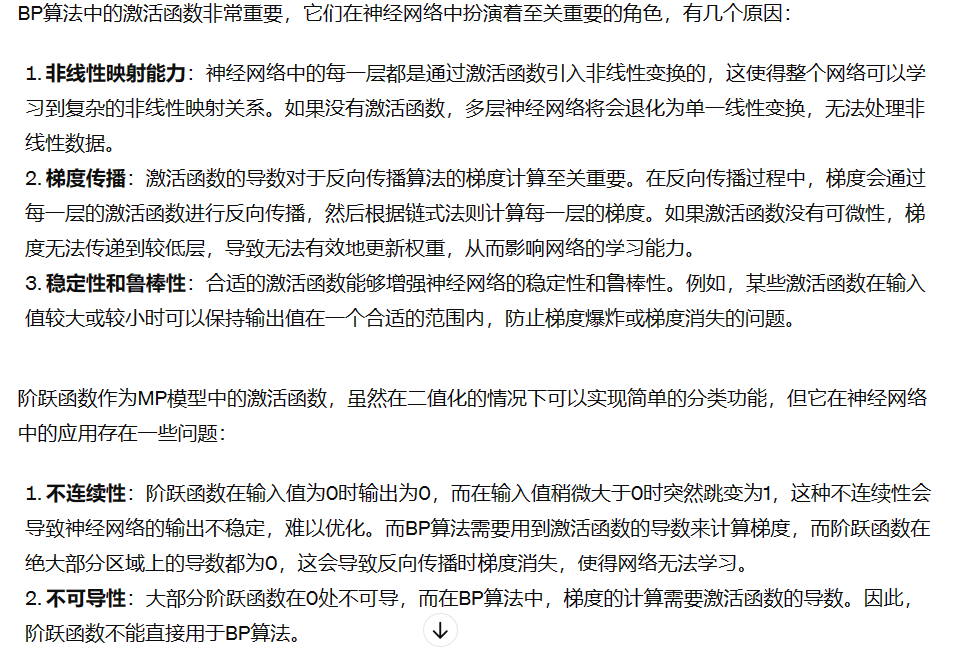 BP算法中的激活函数非常重要，它们在神经网络中扮演着至关重要的角色，有几个原因：
1. 非线性映射能力：神经网络中的每一层都是通过激活函数引入非线性变换的，这使得整个网络可以学
习到复杂的非线性映射关系。如果没有激活函数，多层神经网络将会退化为单一线性变换，无法处理非
线性数据。
2. 梯度传播：激活函数的导数对于反向传播算法的梯度计算至关重要。在反向传播过程中，梯度会通过
每一层的激活函数进行反向传播，然后根据链式法则计算每一层的梯度。如果激活函数没有可微性，梯
度无法传递到较低层，导致无法有效地更新权重，从而影响网络的学习能力。
3. 稳定性和鲁棒性：合适的激活函数能够增强神经网络的稳定性和鲁棒性。例如，某些激活函数在输入
值较大或较小时可以保持输出值在一个合适的范围内，防止梯度爆炸或梯度消失的问题。
阶跃函数作为MP模型中的激活函数，虽然在二值化的情况下可以实现简单的分类功能，但它在神经网络
中的应用存在一些问题：
1. 不连续性：阶跃函数在输入值为0时输出为0，而在输入值稍微大于0时突然跳变为1，这种不连续性会
导致神经网络的输出不稳定，难以优化。而BP算法需要用到激活函数的导数来计算梯度，而阶跃函数在
绝大部分区域上的导数都为0，这会导致反向传播时梯度消失，使得网络无法学习。
2. 不可导性：大部分阶跃函数在0处不可导，而在BP算法中，梯度的计算需要激活函数的导数。因此，
阶跃函数不能直接用于BP算法。